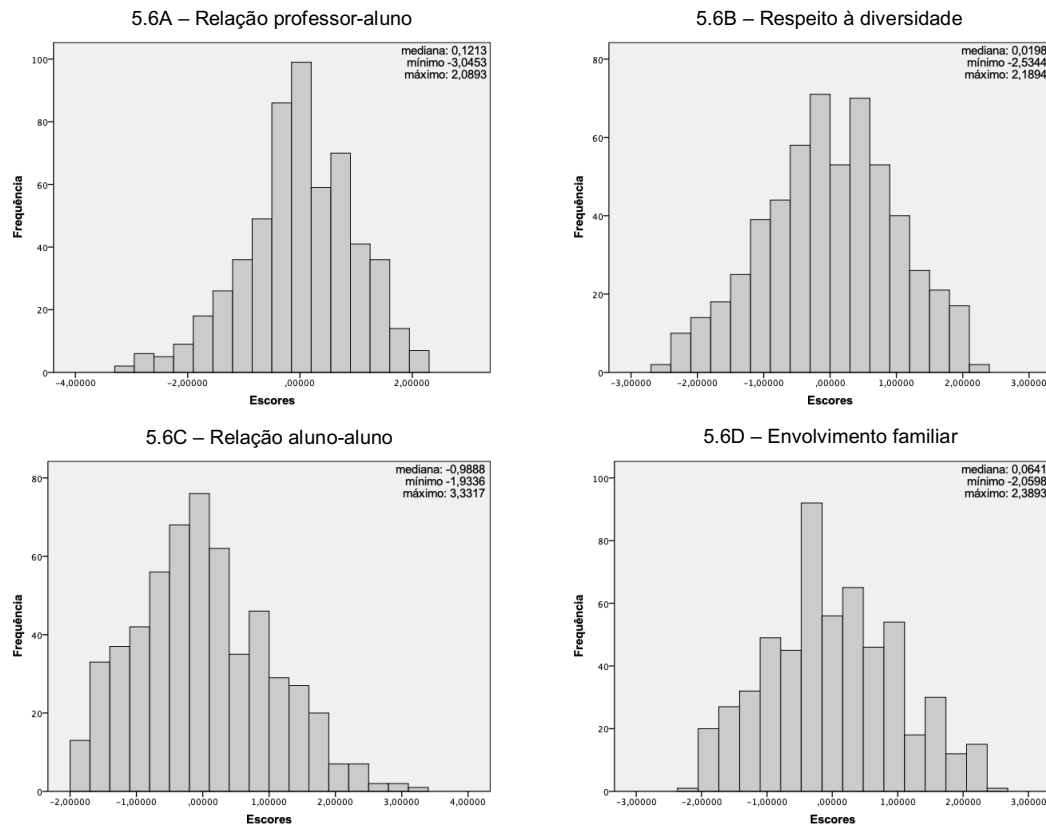 5.6A – Relação professor-aluno
mediana: 0,1213
mínimo -3,0453
máximo: 2,0893
100
80
60
40
20
0
Frequência
-4,00000
-2,00000
,00000
2,00000
Escores
5.6B – Respeito à diversidade
mediana: 0,0198
mínimo -2,5344
máximo: 2,1894
80
60
40
20
0
Frequência
-3,00000
-2,00000
-1,00000
,00000
1,00000
2,00000
3,00000
Escores
5.6C – Relação aluno-aluno
mediana: -0,9888
mínimo -1,9336
máximo: 3,3317
80
60
40
20
0
Frequência
-2,00000
-1,00000
,00000
1,00000
2,00000
3,00000
4,00000
Escores
5.6D – Envolvimento familiar
mediana: 0,0641
mínimo -2,0598
máximo: 2,3893
100
80
60
40
20
0
Frequência
-3,00000
-2,00000
-1,00000
,00000
1,00000
2,00000
3,00000
Escores